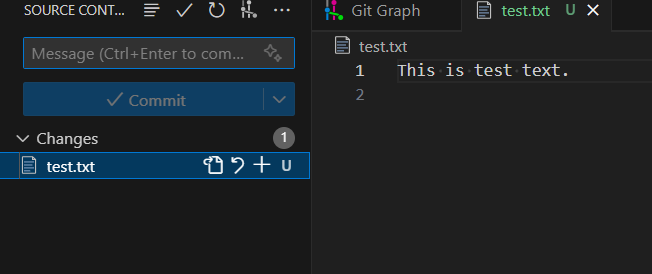 SOURCE CONT...
Message (Ctrl+Enter to com...
Commit
Changes 1
test.txt U
Git Graph
test.txt U
test.txt
1 This is test text.
2